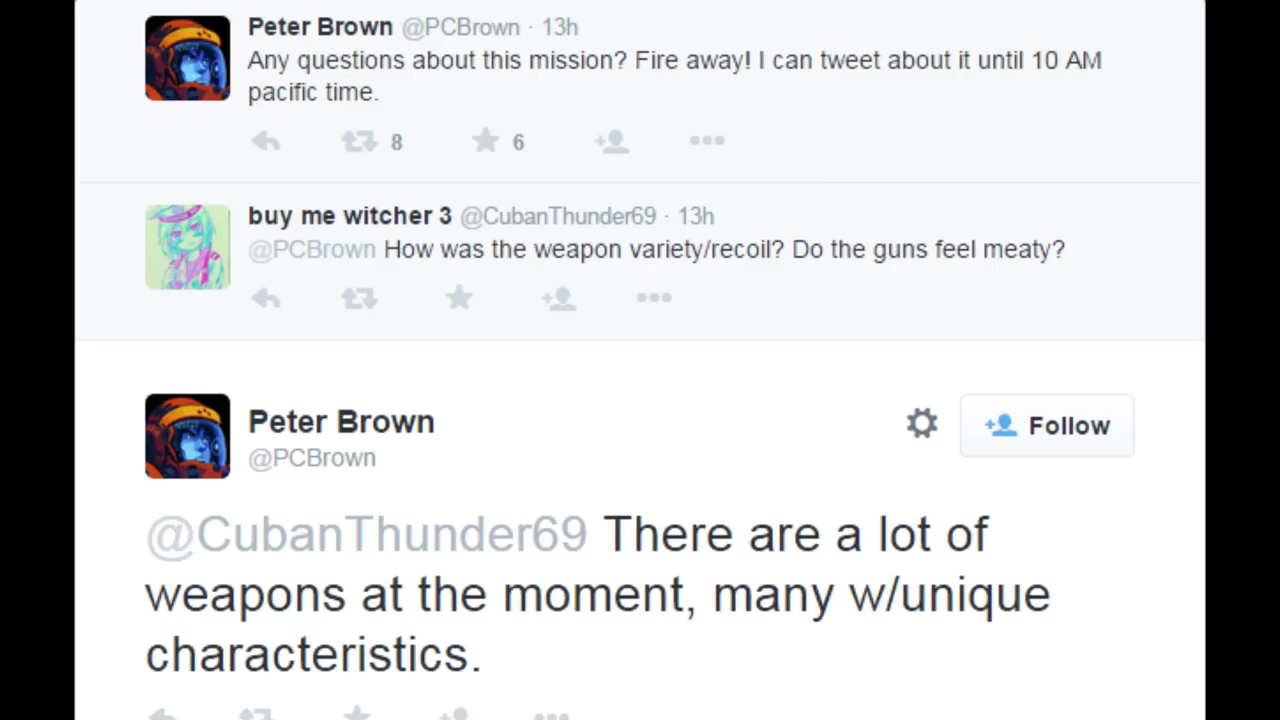 Peter Brown @PCBrown · 13h
Any questions about this mission? Fire away! I can tweet about it until 10 AM
pacific time.
8 6
buy me witcher 3 @CubanThunder69 · 13h
@PCBrown How was the weapon variety/recoil? Do the guns feel meaty?
Peter Brown
@PCBrown
Follow
@CubanThunder69 There are a lot of
weapons at the moment, many w/unique
characteristics.